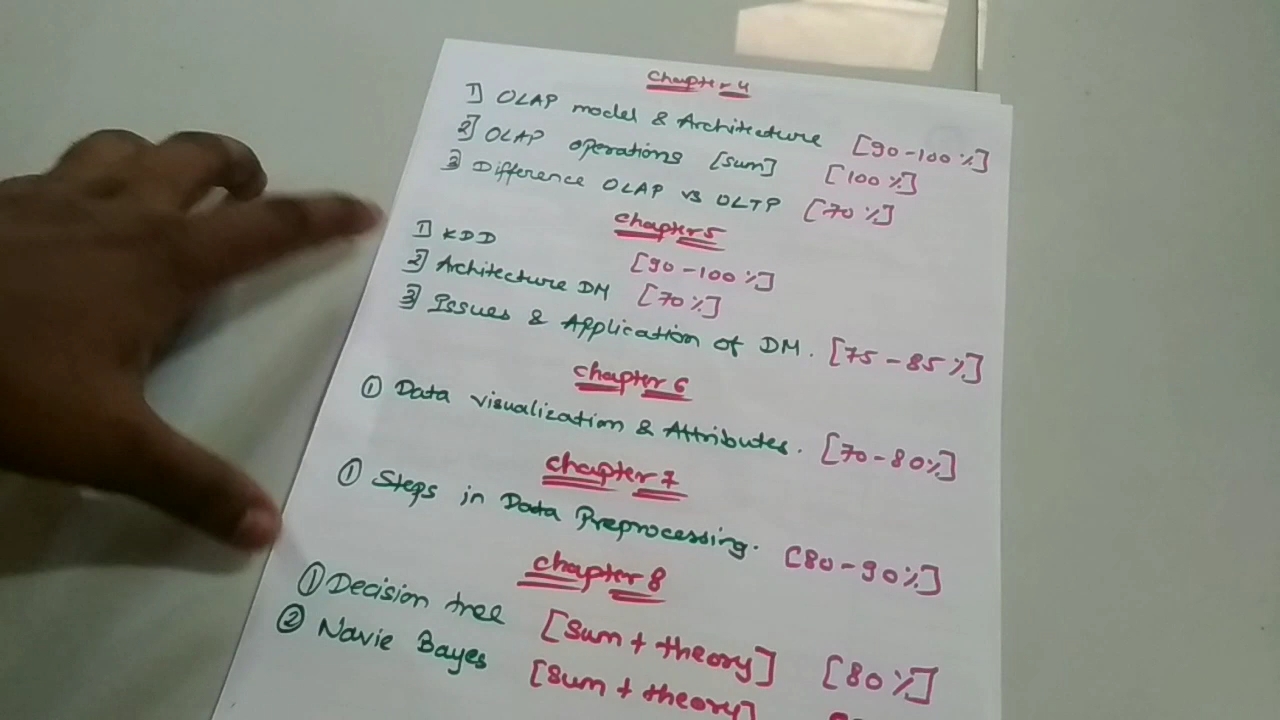 Chapter 4
1] OLAP model & Architecture [90-100%]
2] OLAP operations [sum] [100%]
3] Difference OLAP vs OLTP [70%]
Chapter 5
1] KDD [90-100%]
2] Architecture DM [70%]
3] Issues & Application of DM. [75-85%]
Chapter 6
① Data visualization & Attributes. [70-80%]
Chapter 7
① Steps in Data Preprocessing. [80-90%]
Chapter 8
① Decision tree [Sum + theory] [80%]
② Navie Bayes [Sum + theory]